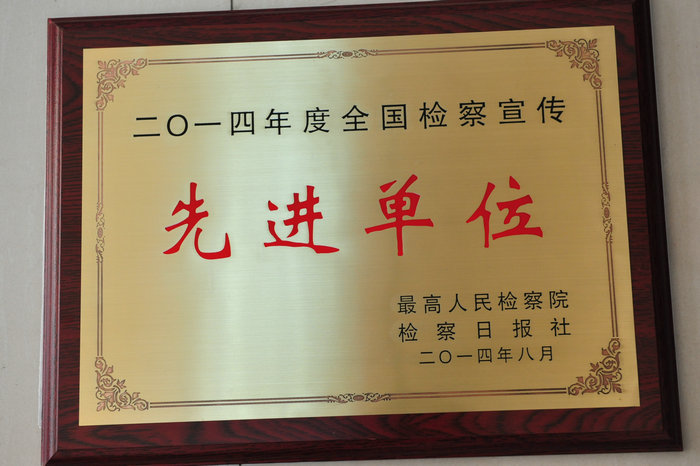 二〇一四年度全国检察宣传
先进单位
最高人民检察院
检察日报社
二〇一四年八月